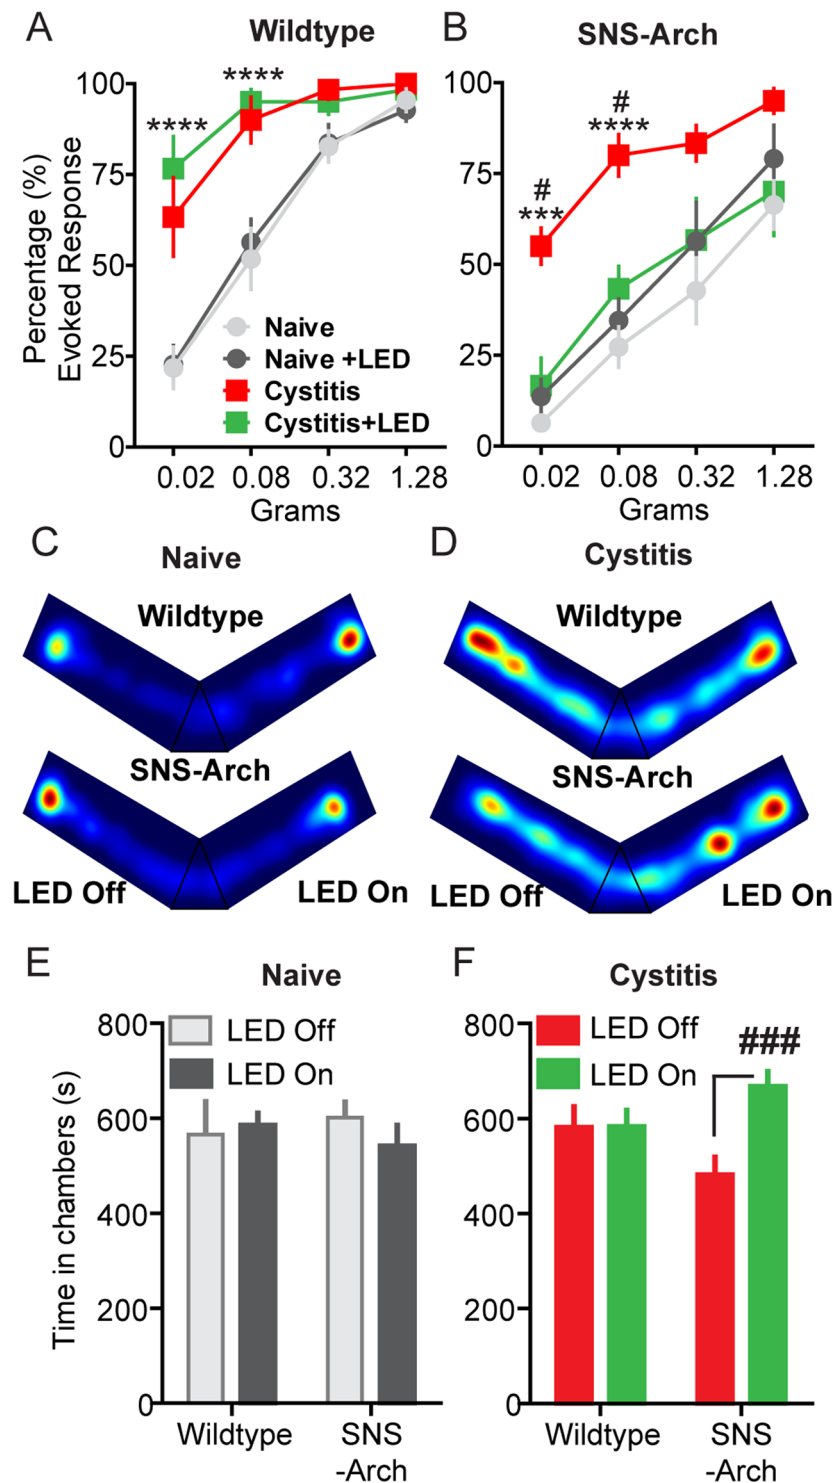 A
Wildtype
B
SNS-Arch
Percentage (%)
Evoked Response
100
75
50
25
0
****
****
Naive
Naive +LED
Cystitis
Cystitis+LED
0.02
0.08
0.32
1.28
Grams
100
75
50
25
0
#
***
#
****
0.02
0.08
0.32
1.28
Grams
C
Naive
Wildtype
SNS-Arch
LED Off
LED On
D
Cystitis
Wildtype
SNS-Arch
LED Off
LED On
E
Naive
Time in chambers (s)
800
600
400
200
0
LED Off
LED On
Wildtype
SNS
-Arch
F
Cystitis
800
600
400
200
0
LED Off
LED On
###
Wildtype
SNS
-Arch